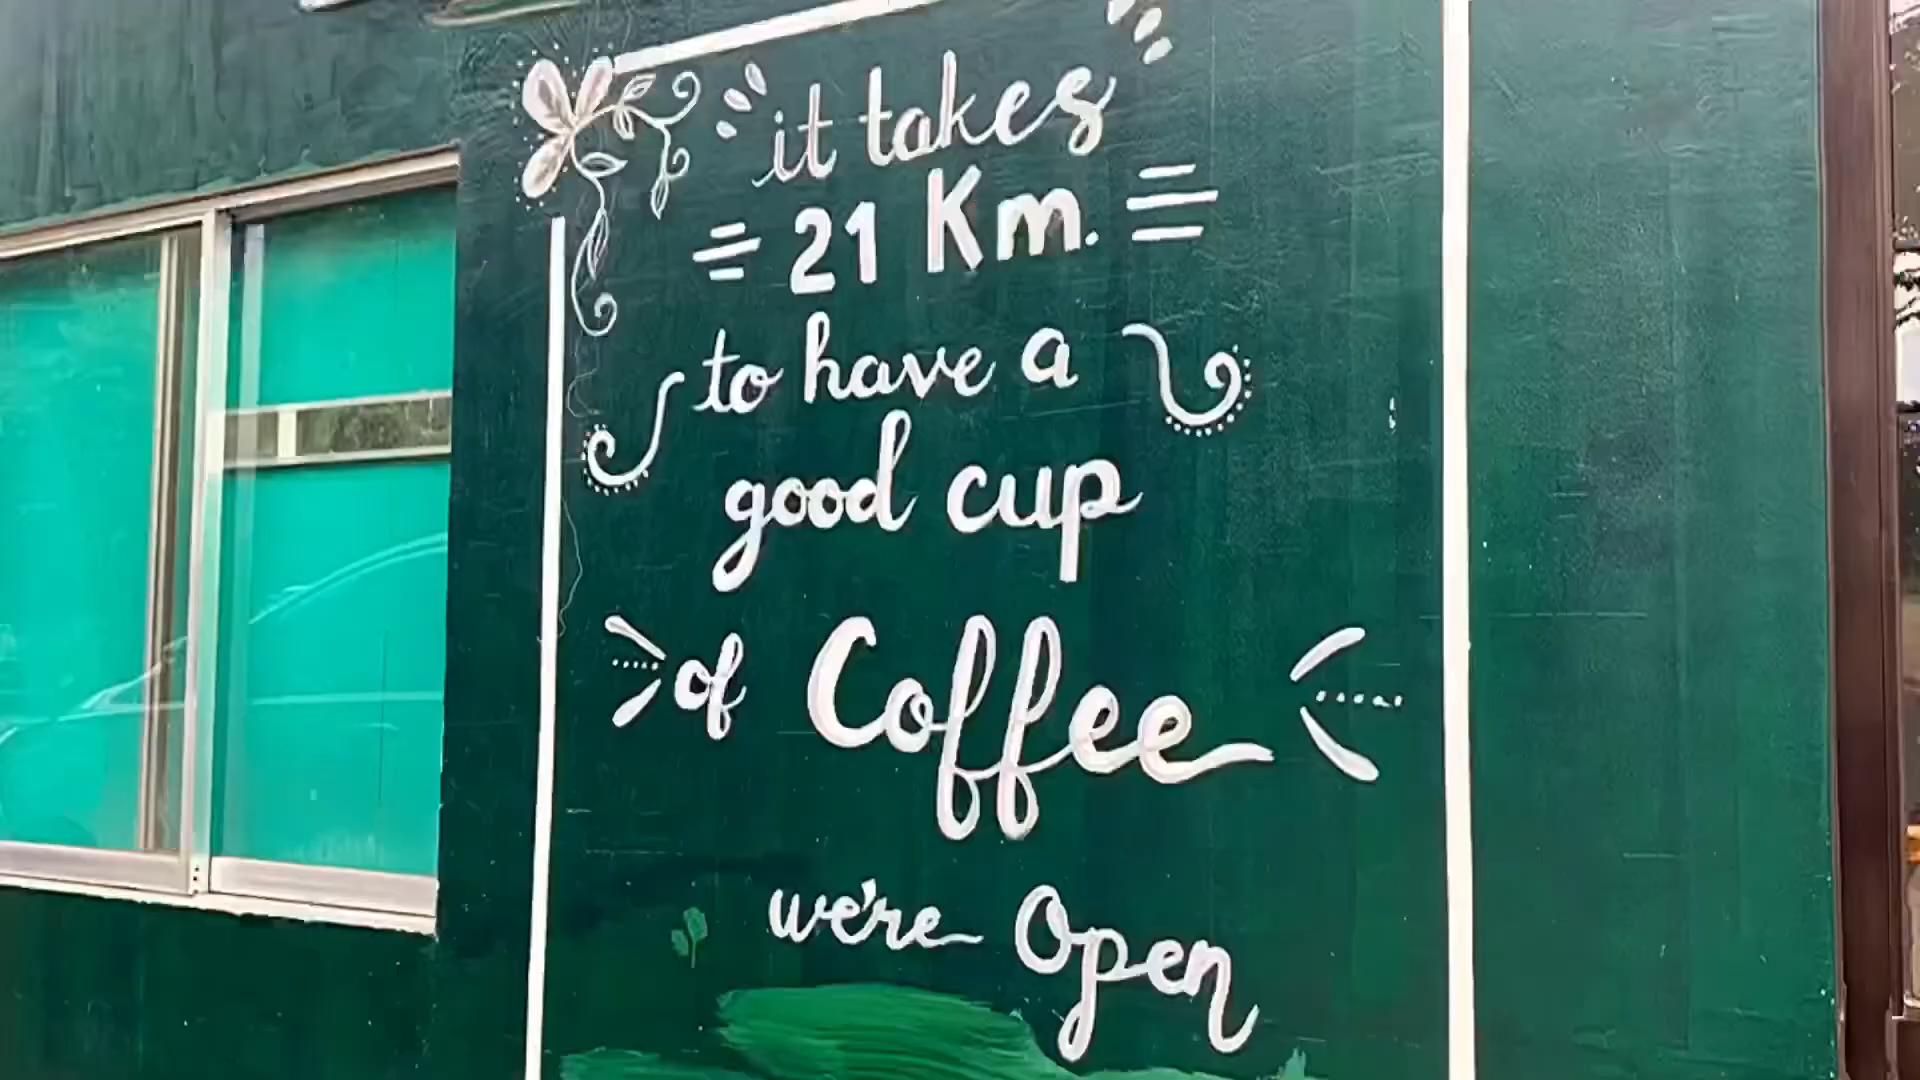 it takes
21 Km.
to have a
good cup
of Coffee
we're Open